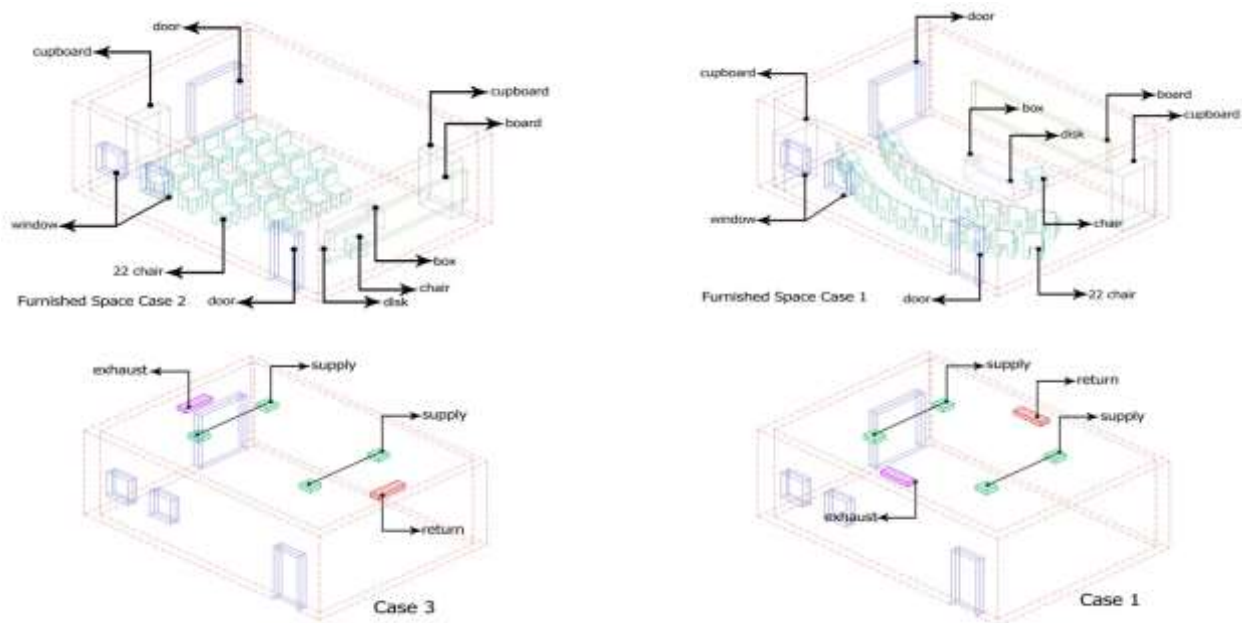 door
cupboard
cupboard
board
window
22 chair
door
box
chair
disk
Furnished Space Case 2
door
cupboard
box
board
disk
cupboard
window
chair
door
22 chair
Furnished Space Case 1
exhaust
supply
supply
return
Case 3
supply
return
supply
exhaust
Case 1